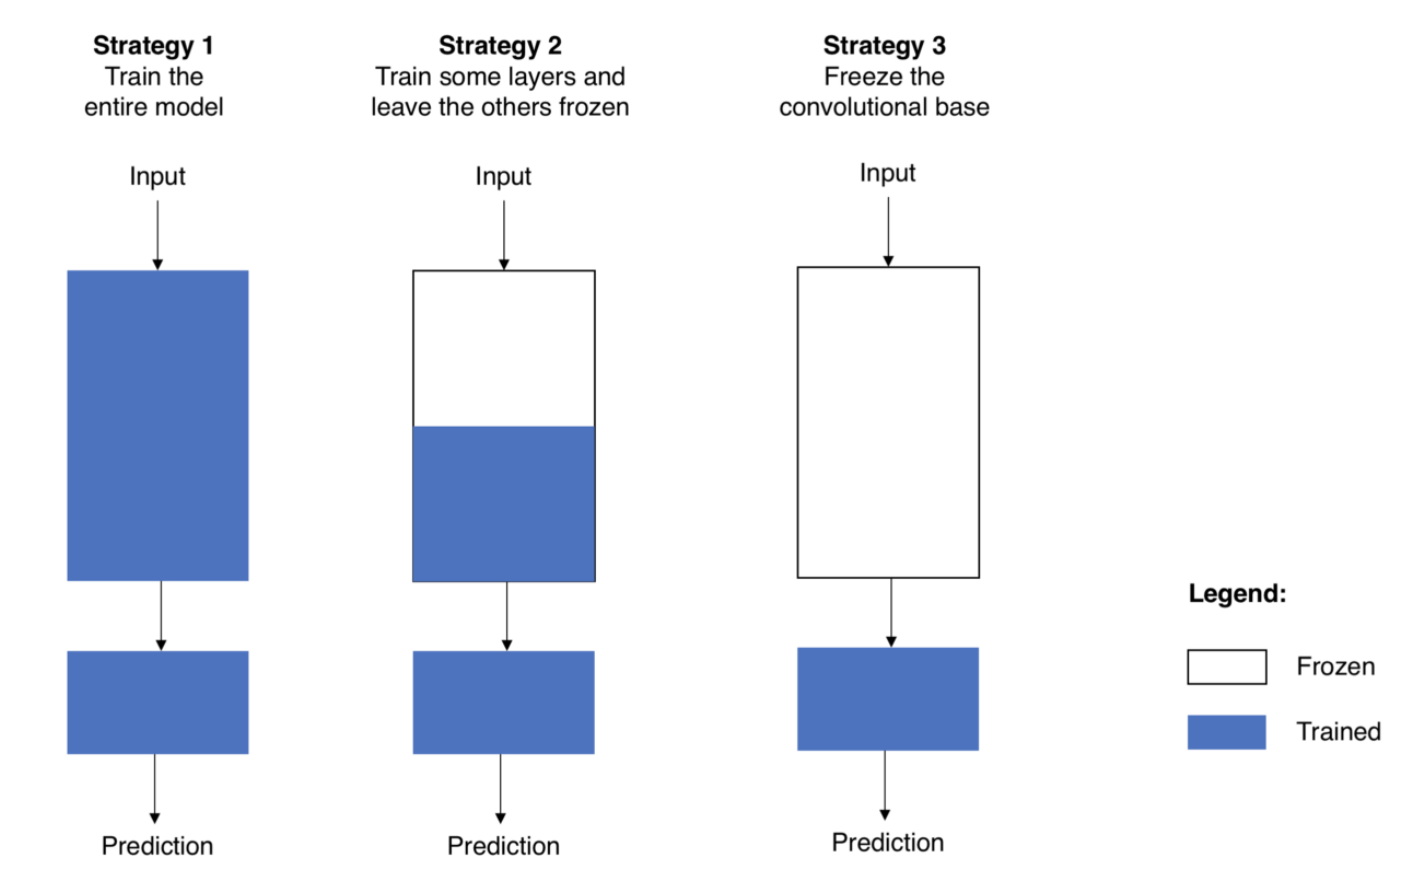 Strategy 1
Train the
entire model
Input
Prediction
Strategy 2
Train some layers and
leave the others frozen
Input
Prediction
Strategy 3
Freeze the
convolutional base
Input
Prediction
Legend:
Frozen
Trained